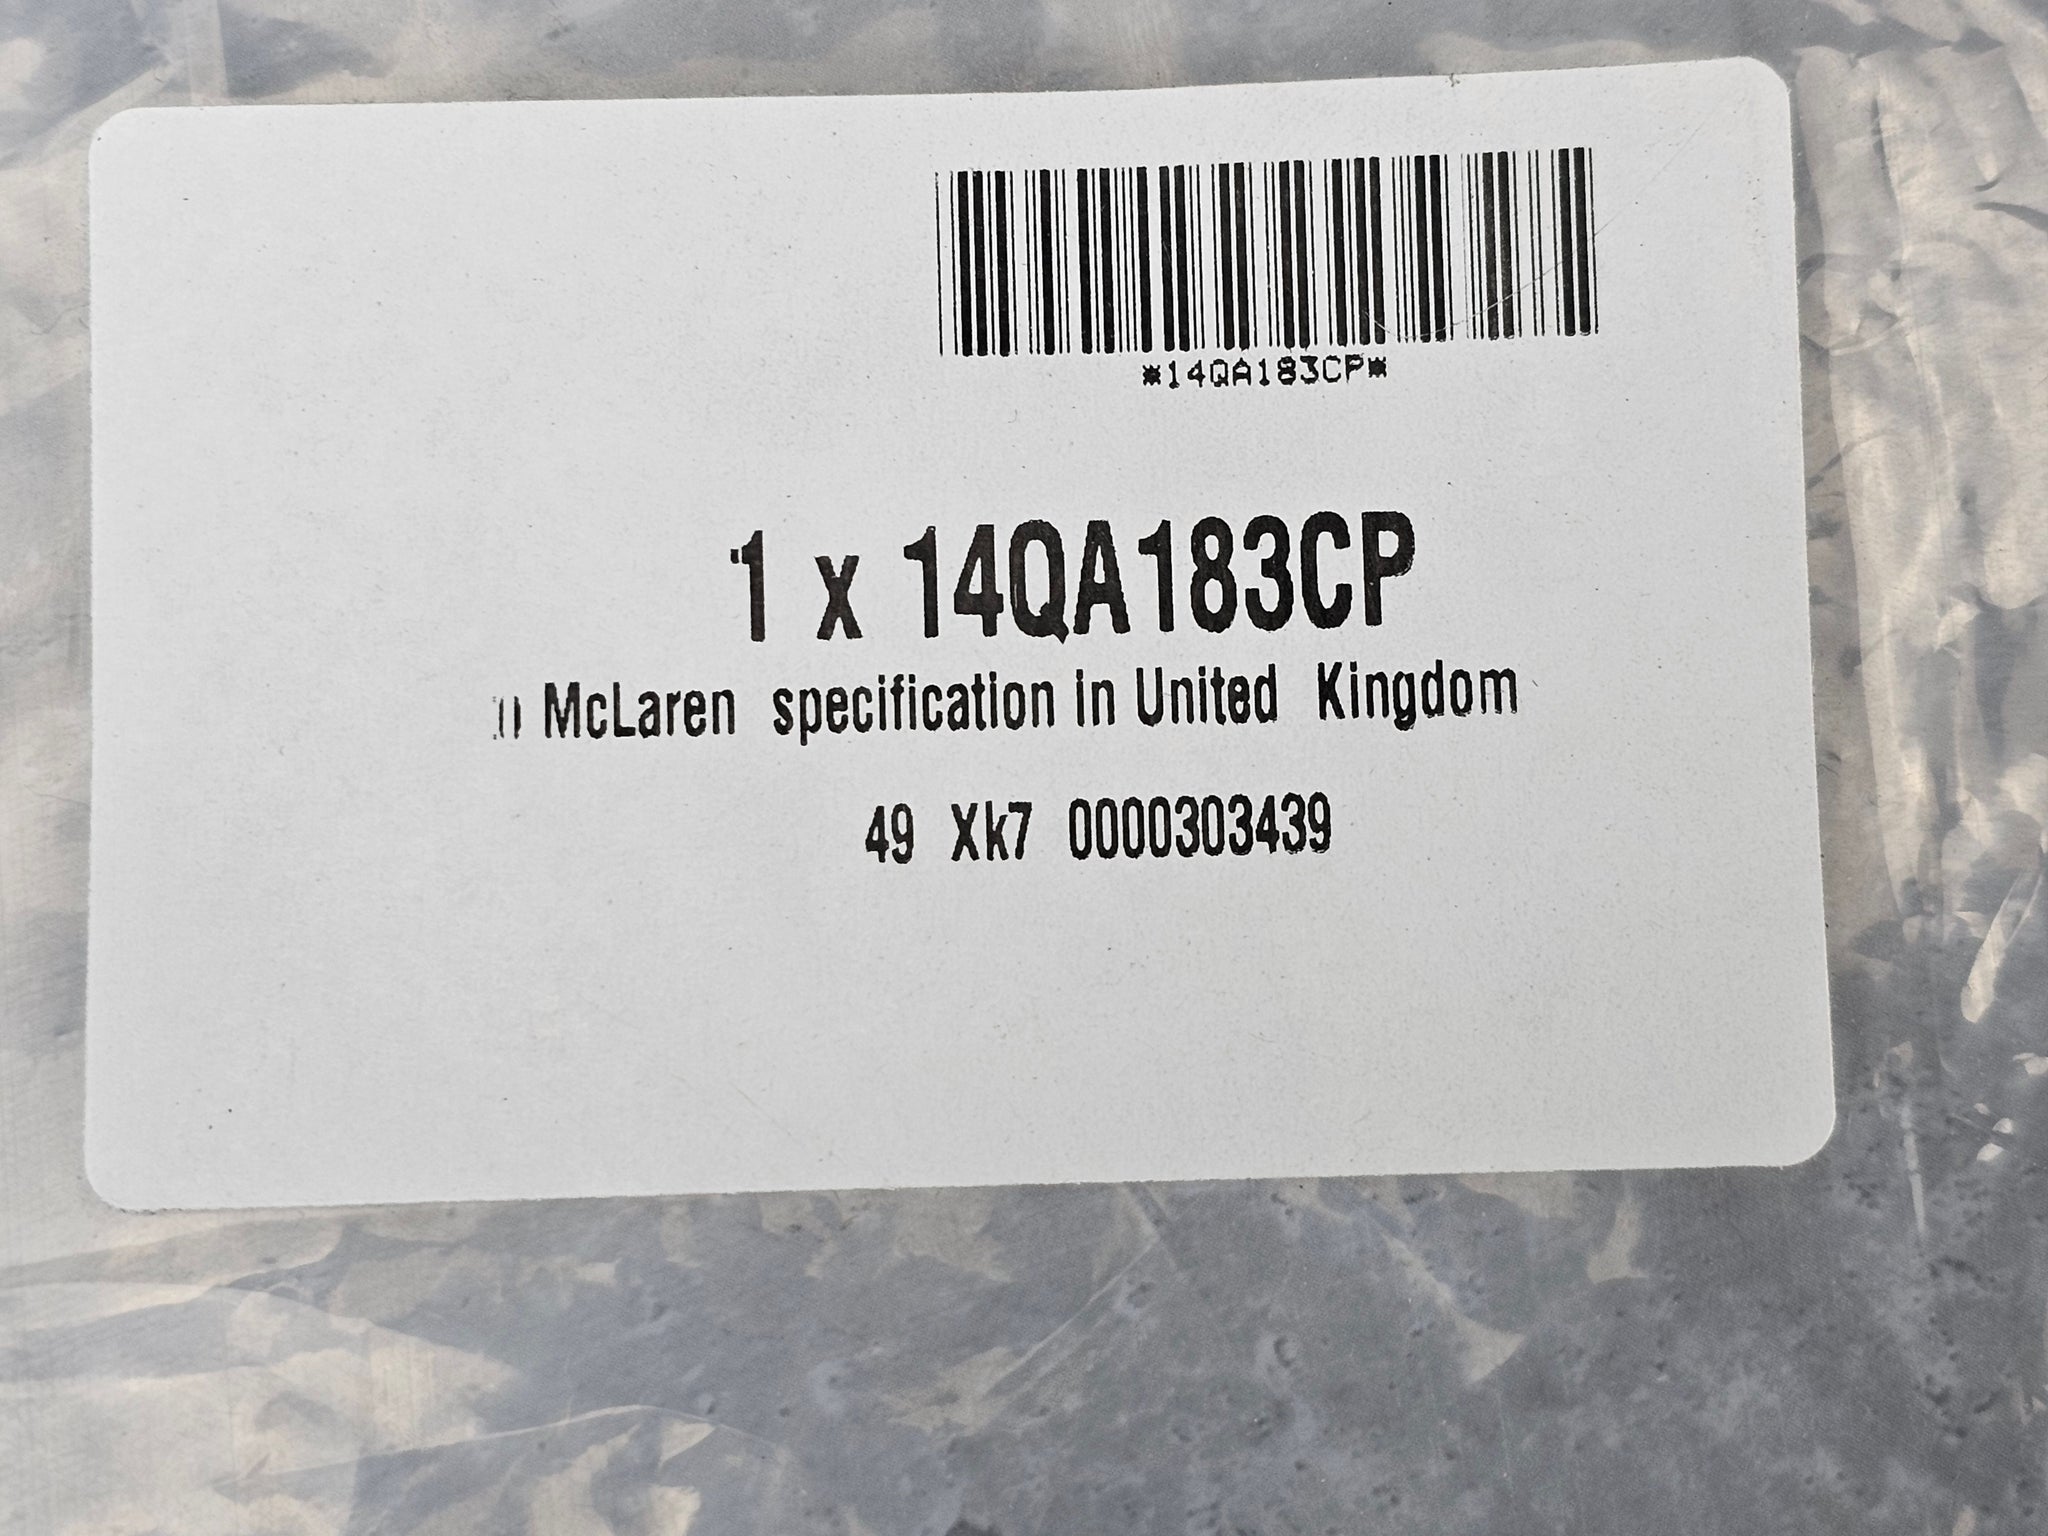 *14QA183CP*
1 x 14QA183CP
McLaren specification in United Kingdom
49 Xk7 0000303439